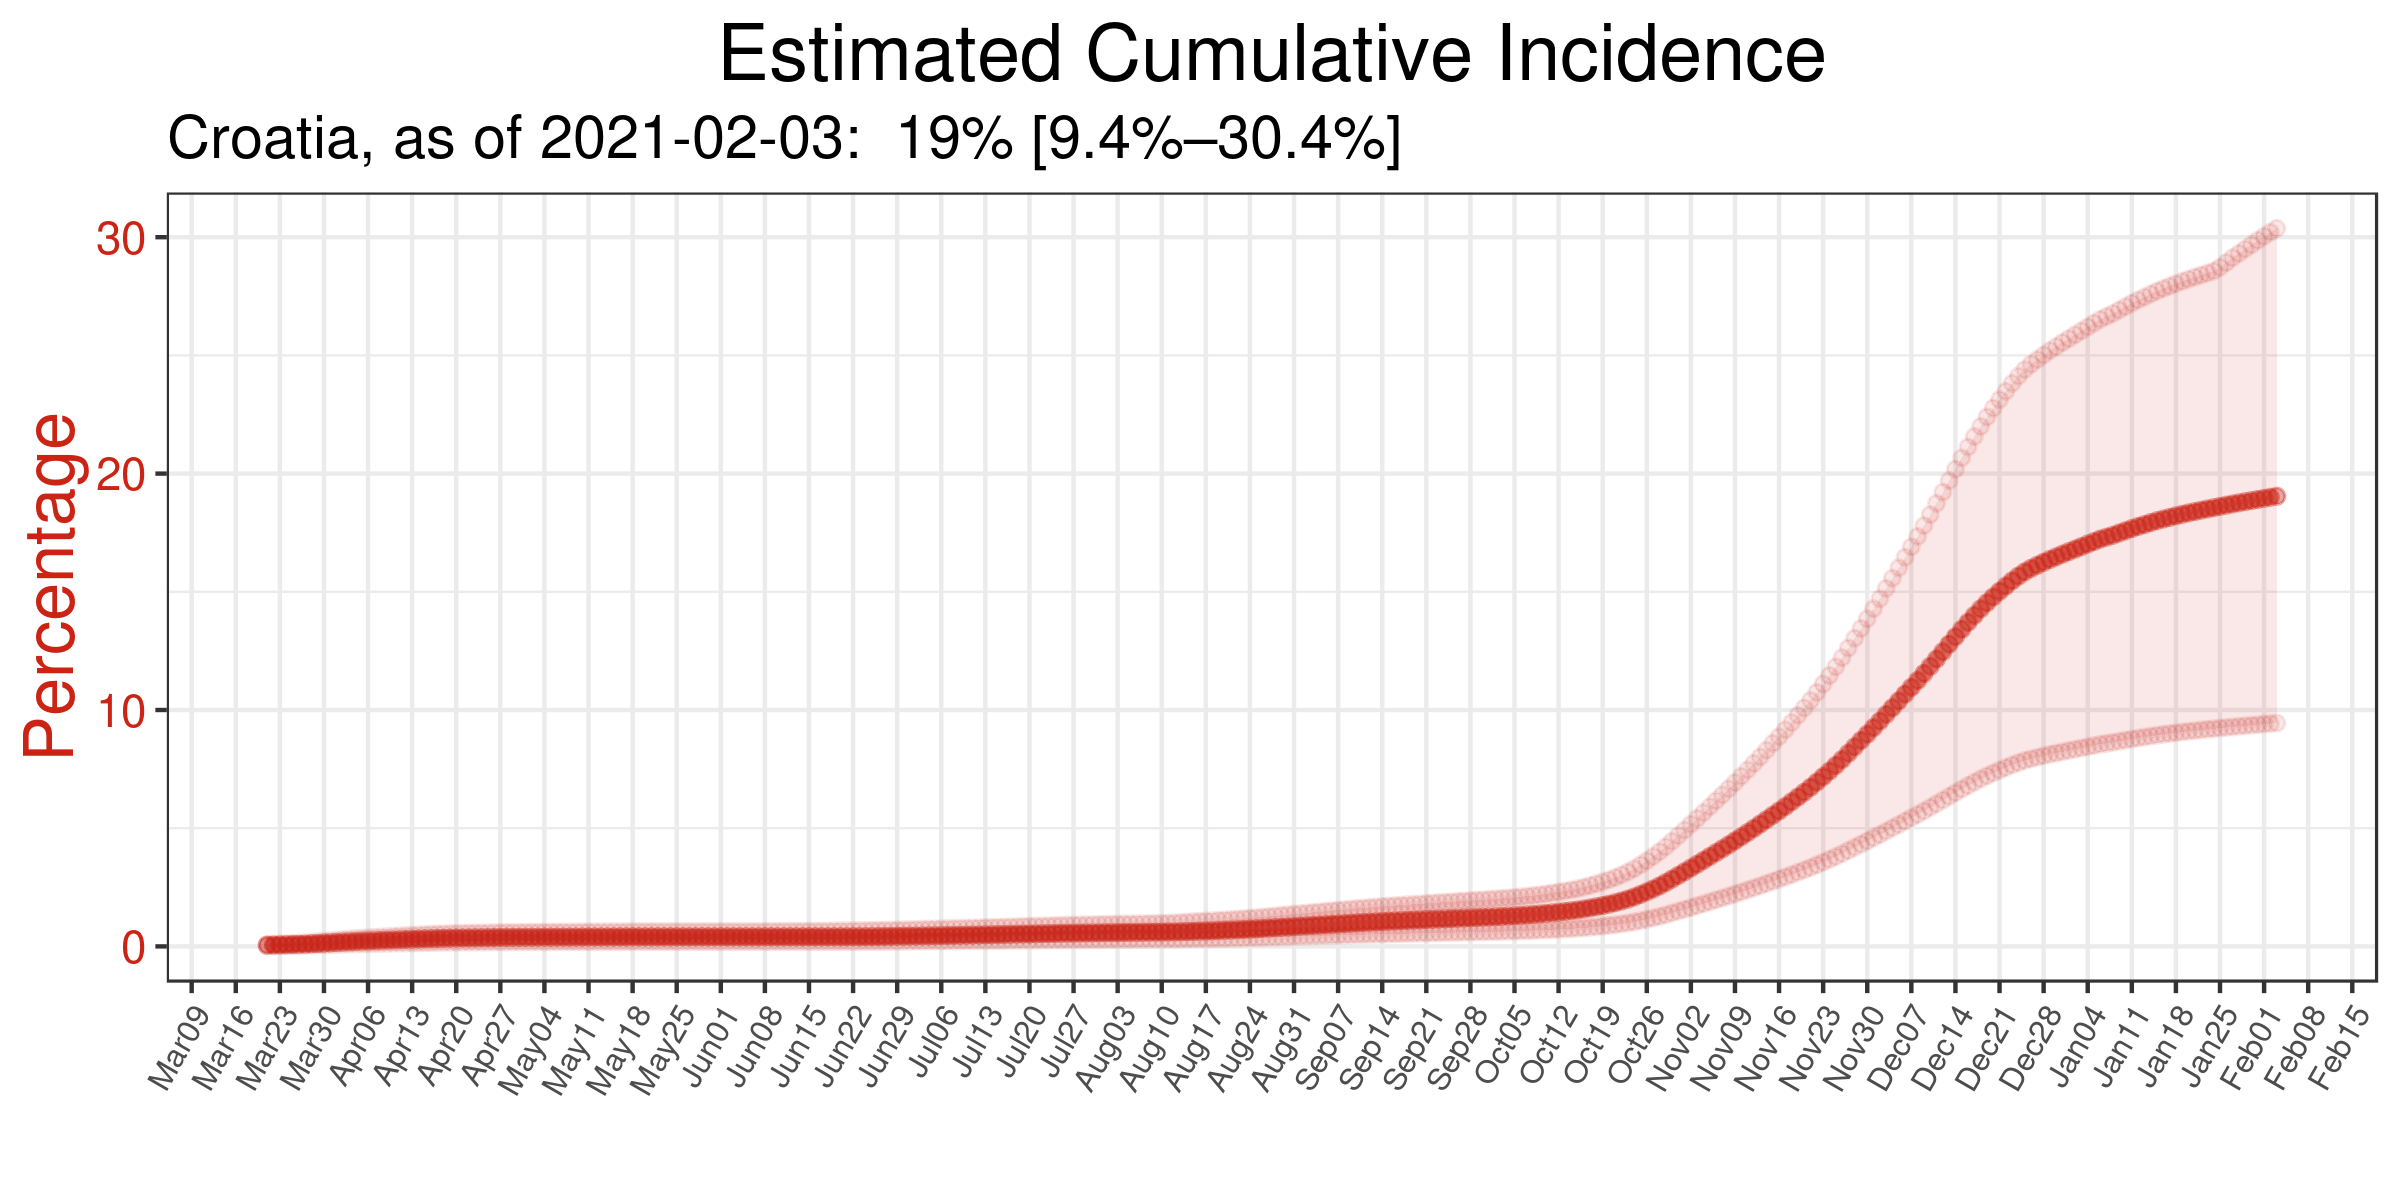 Estimated Cumulative Incidence
Croatia, as of 2021-02-03:  19% [9.4%–30.4%]
Percentage
30
20
10
0
Mar09
Mar16
Mar23
Mar30
Apr06
Apr13
Apr20
Apr27
May04
May11
May18
May25
Jun01
Jun08
Jun15
Jun22
Jun29
Jul06
Jul13
Jul20
Jul27
Aug03
Aug10
Aug17
Aug24
Aug31
Sep07
Sep14
Sep21
Sep28
Oct05
Oct12
Oct19
Oct26
Nov02
Nov09
Nov16
Nov23
Nov30
Dec07
Dec14
Dec21
Dec28
Jan04
Jan11
Jan18
Jan25
Feb01
Feb08
Feb15